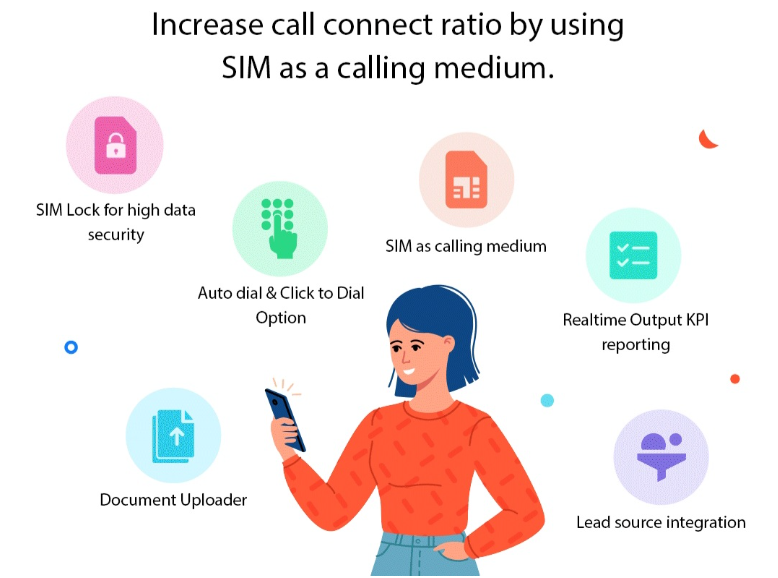 Increase call connect ratio by using
SIM as a calling medium.
SIM Lock for high data
security
SIM as calling medium
Auto dial & Click to Dial
Option
Realtime Output KPI
reporting
Document Uploader
Lead source integration